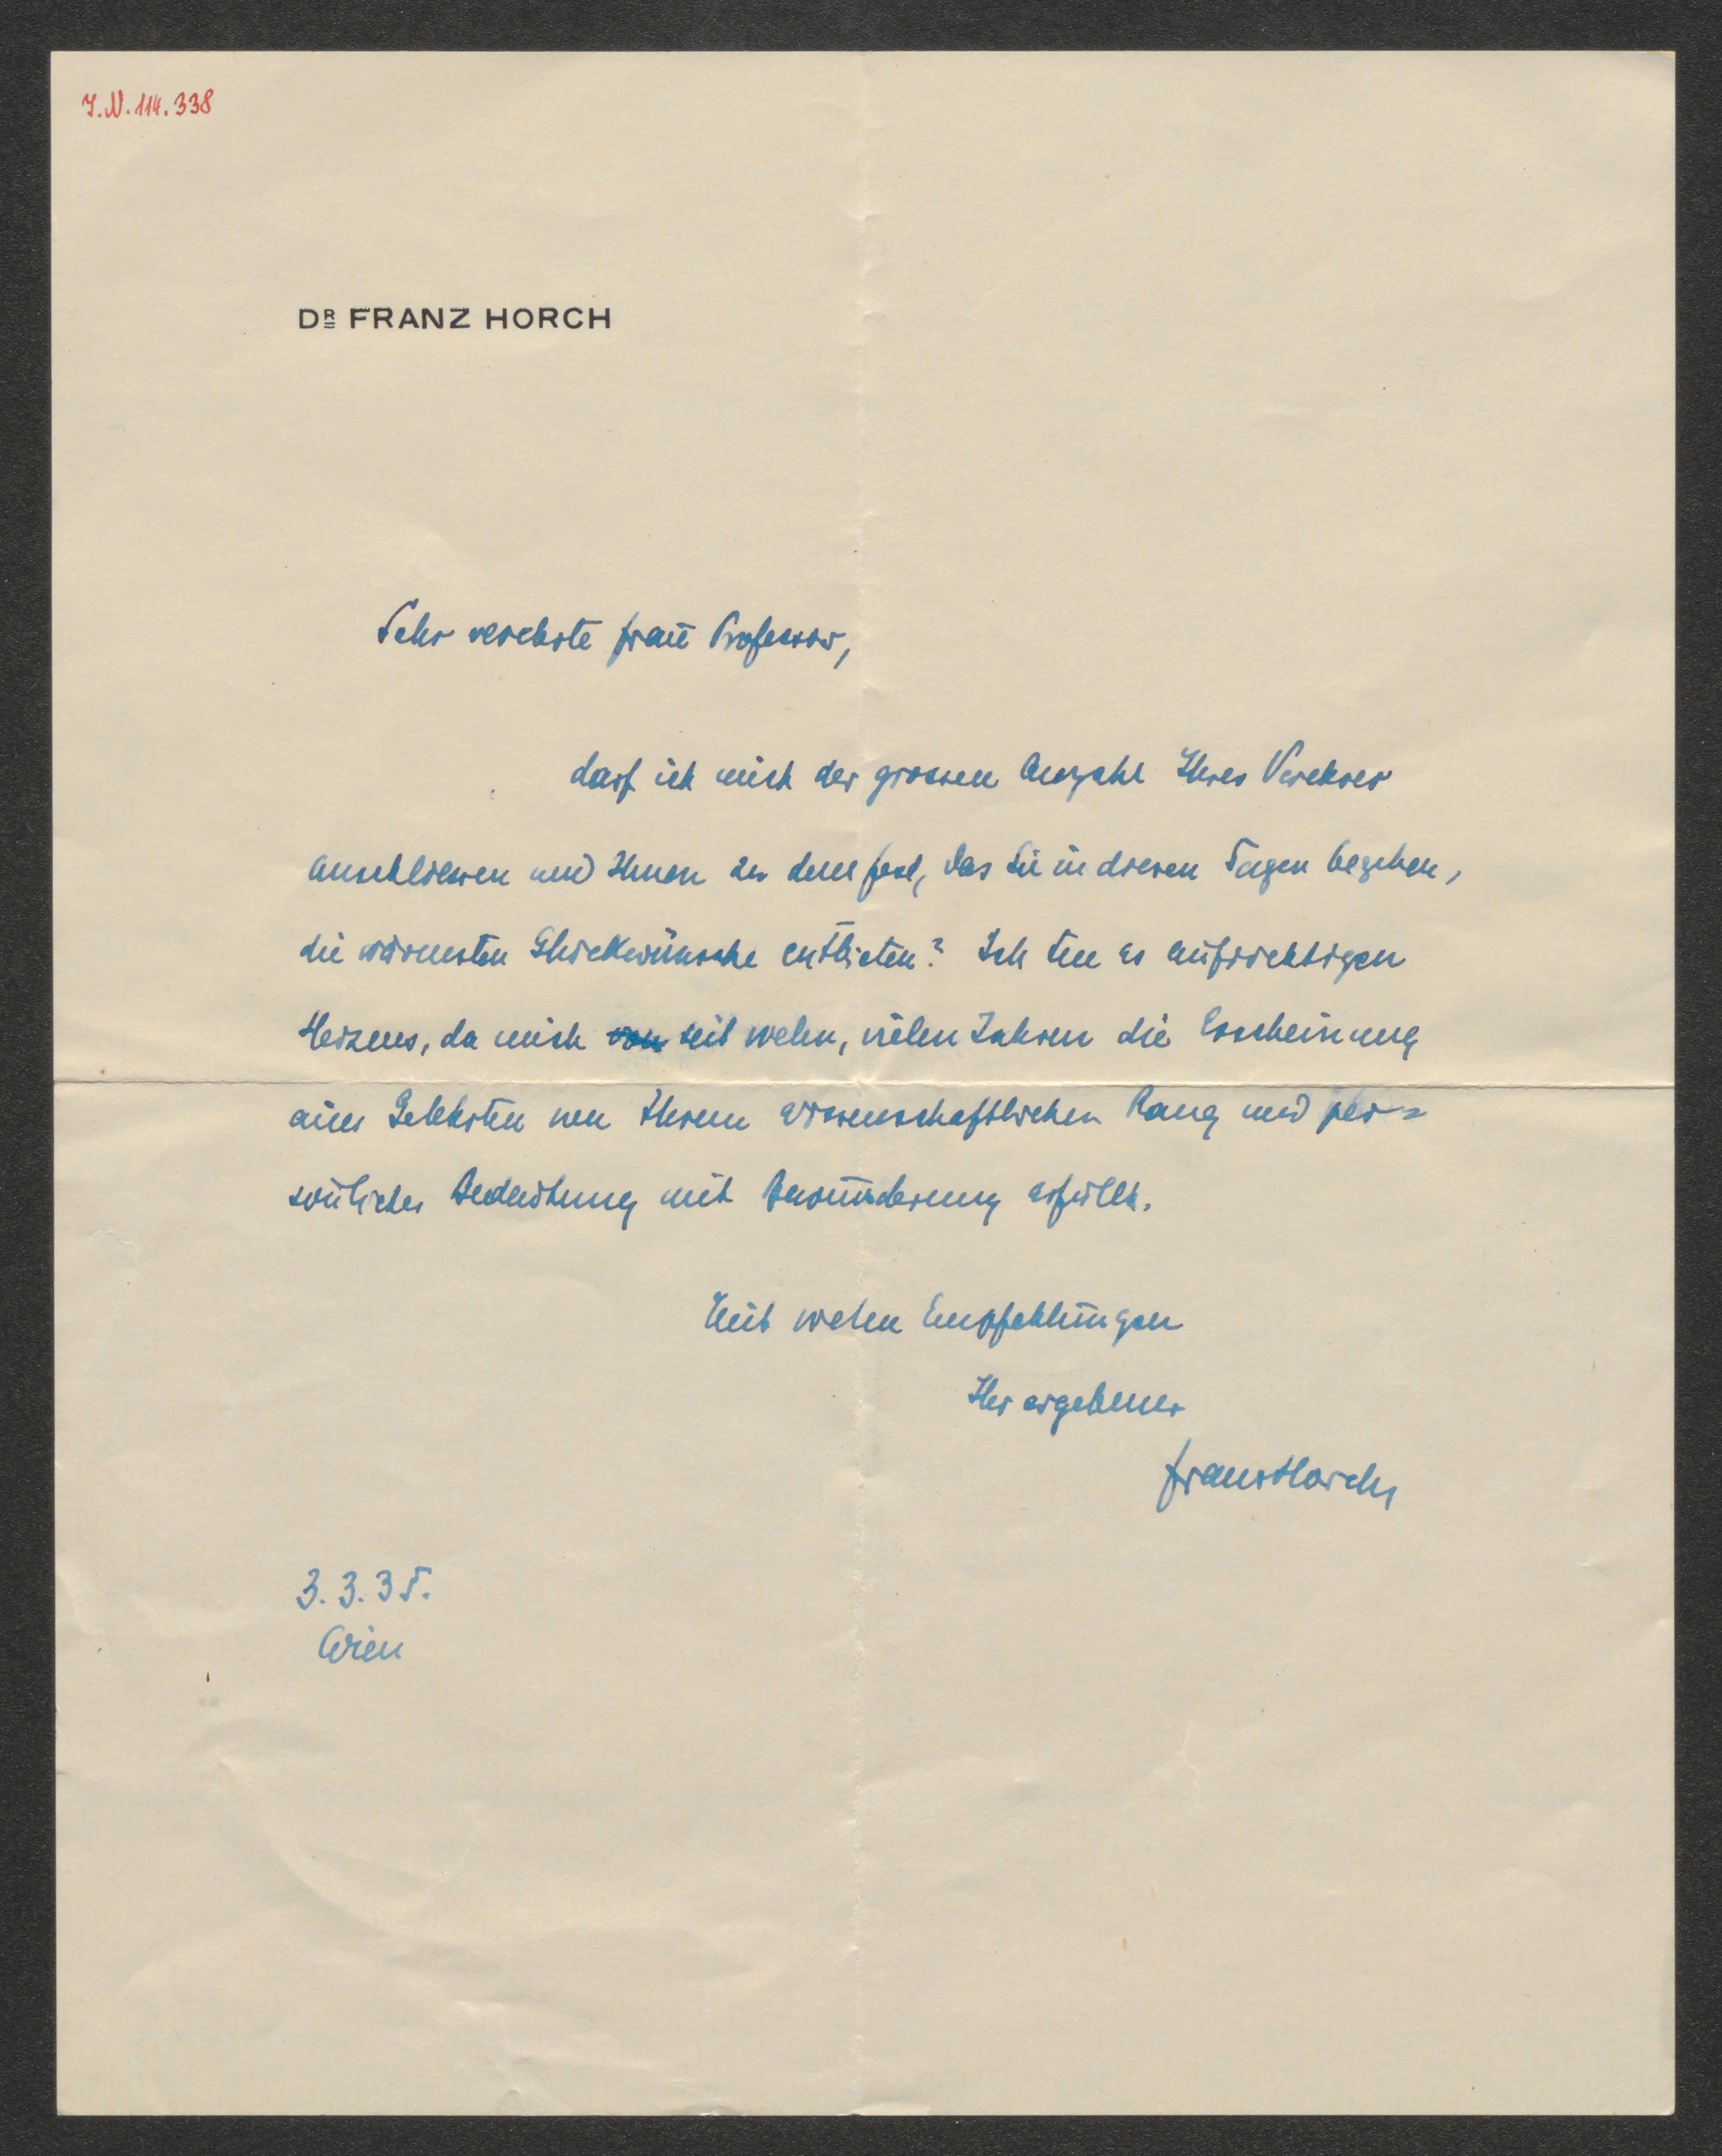 J.N. 114.338
DR FRANZ HORCH
Sehr verehrte Frau Professor,
darf ich mich der grossen Anzahl Ihrer Verehrer
anschliessen und Ihnen zu dem Fest, das Sie in diesen Tagen begehen,
die wärmsten Glückwünsche entbieten? Ich tue es aufrichtigen
Herzens, da mich von seit vielen, vielen Jahren die Erscheinung
einer Gelehrten von Ihrem wissenschaftlichen Rang und per=
sönlicher Bedeutung mit Bewunderung erfüllt.
Mit vielen Empfehlungen
Ihr ergebener
Franz Horch
3.3.35.
Wien